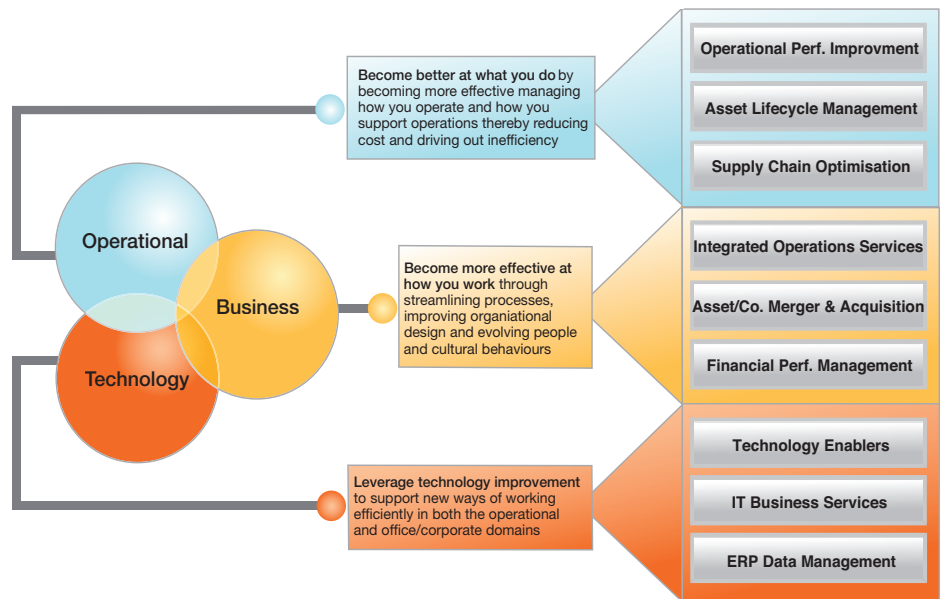 Operational
Business
Technology
Become better at what you do by
becoming more effective managing
how you operate and how you
support operations thereby reducing
cost and driving out inefficiency
Operational Perf. Improvment
Asset Lifecycle Management
Supply Chain Optimisation
Become more effective at
how you work through
streamlining processes,
improving organiational
design and evolving people
and cultural behaviours
Integrated Operations Services
Asset/Co. Merger & Acquisition
Financial Perf. Management
Leverage technology improvement
to support new ways of working
efficiently in both the operational
and office/corporate domains
Technology Enablers
IT Business Services
ERP Data Management